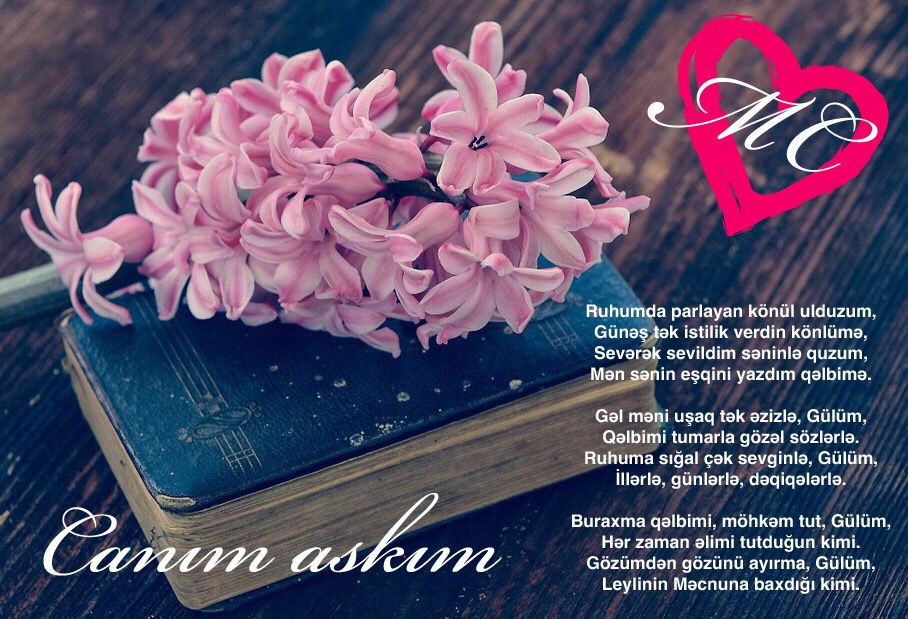 MC
Ruhumda parlayan könül ulduzum,
Günəş tək istilik verdin könlümə,
Sevərək sevildim səninlə quzum,
Mən sənin eşqini yazdım qəlbimə.
Gəl məni uşaq tək əzizlə, Gülüm,
Qəlbimi tumarla gözəl sözlərlə.
Ruhuma sığal çək sevginlə, Gülüm,
İllərlə, günlərlə, dəqiqələrlə.
Buraxma qəlbimi, möhkəm tut, Gülüm,
Hər zaman əlimi tutduğun kimi.
Gözümdən gözünü ayırma, Gülüm,
Leylinin Məcnuna baxdığı kimi.
Canım askım